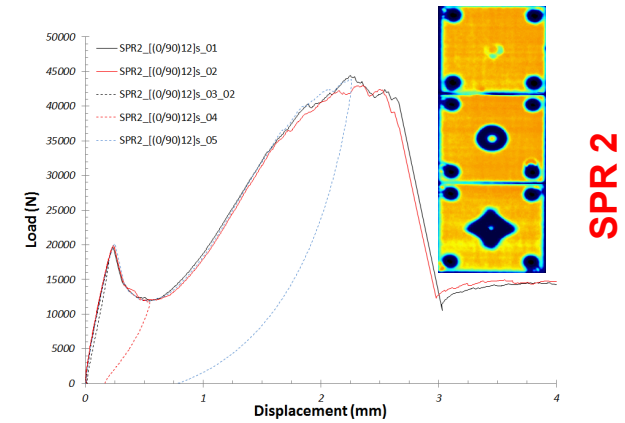 50000
45000
40000
35000
30000
25000
20000
15000
10000
5000
0
Load (N)
SPR2_[(0/90)12]s_01
SPR2_[(0/90)12]s_02
SPR2_[(0/90)12]s_03_02
SPR2_[(0/90)12]s_04
SPR2_[(0/90)12]s_05
0 1 2 3 4
Displacement (mm)
SPR 2